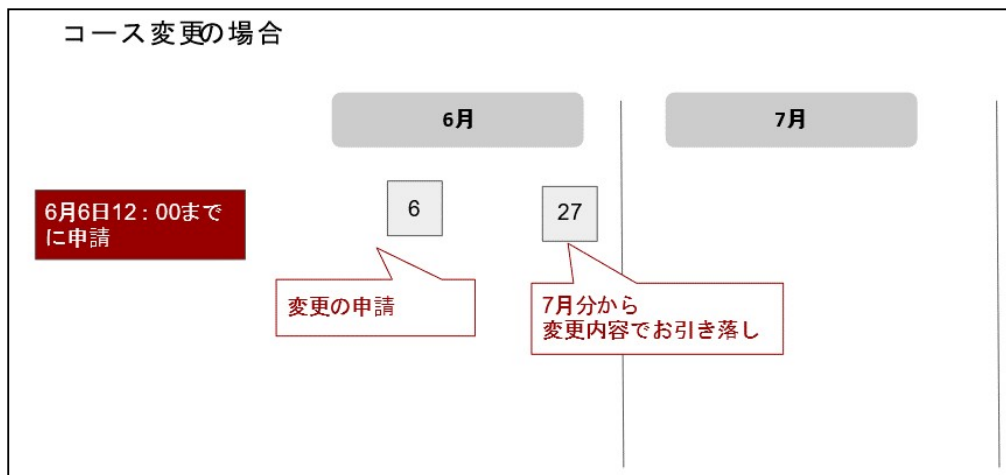 コース変更の場合
6月
7月
6月6日12：00まで
に申請
6
27
変更の申請
7月分から
変更内容でお引き落し